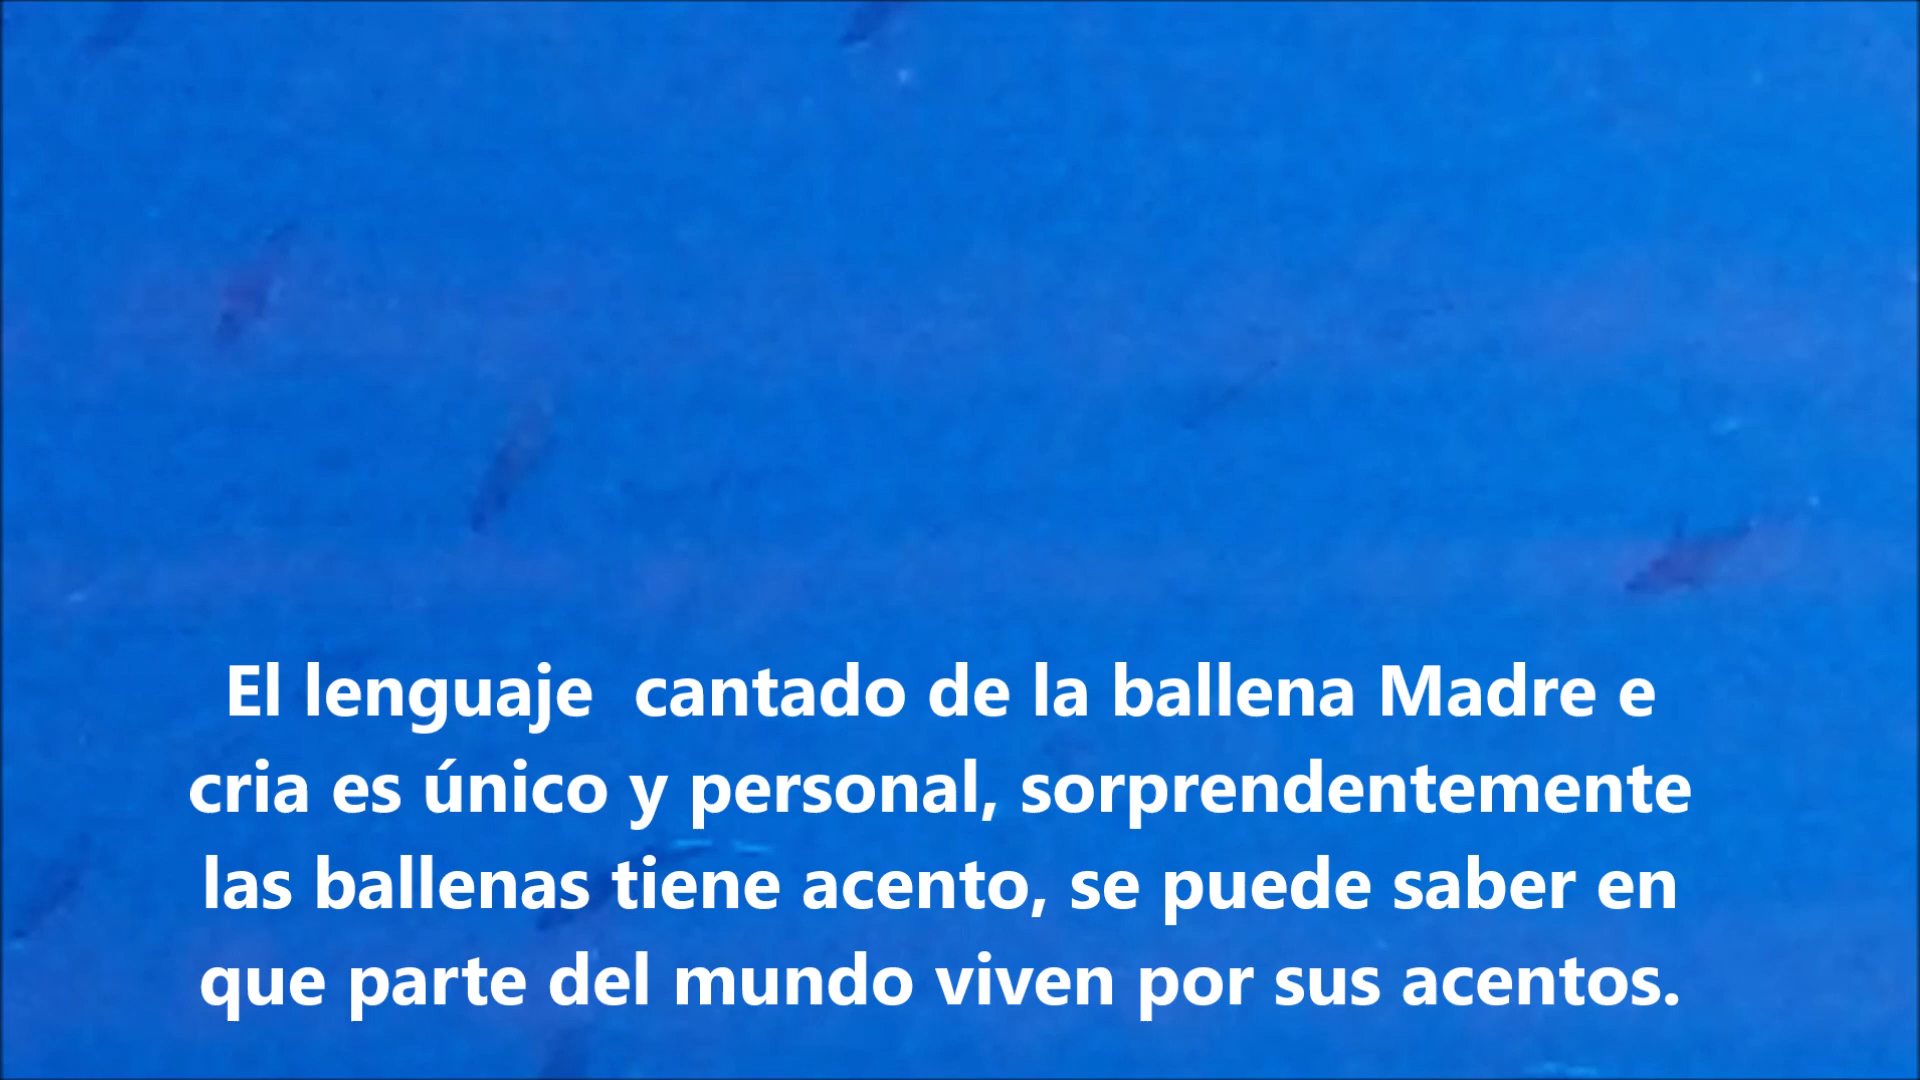 El lenguaje  cantado de la ballena Madre e
cria es único y personal, sorprendentemente
las ballenas tiene acento, se puede saber en
que parte del mundo viven por sus acentos.